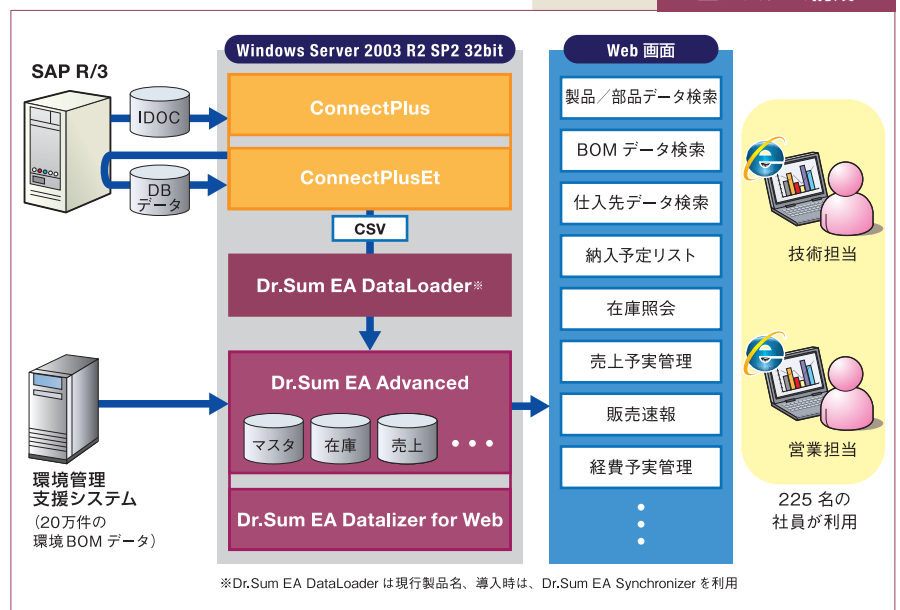 Windows Server 2003 R2 SP2 32bit
Web 画面
SAP R/3
IDOC
DB
データ
ConnectPlus
ConnectPlusEt
CSV
Dr.Sum EA DataLoader※
Dr.Sum EA Advanced
マスタ
在庫
売上
• • •
Dr.Sum EA Datalizer for Web
環境管理
支援システム
(20万件の
環境BOMデータ)
製品／部品データ検索
BOM データ検索
仕入先データ検索
納入予定リスト
在庫照会
売上予実管理
販売速報
経費予実管理
技術担当
営業担当
225 名の
社員が利用
※Dr.Sum EA DataLoader は現行製品名、導入時は、Dr.Sum EA Synchronizer を利用